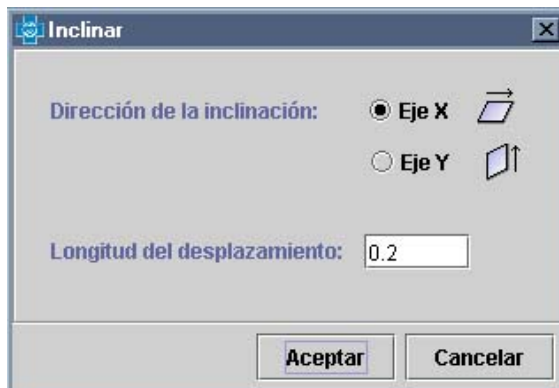 Inclinar
Dirección de la inclinación: Eje X
Eje Y
Longitud del desplazamiento: 0.2
Aceptar Cancelar